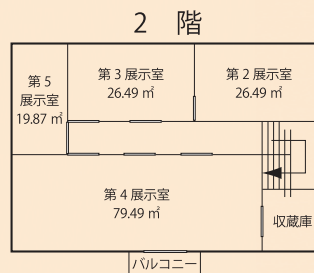 2 階
第5
展示室
19.87 ㎡
第3展示室
26.49 ㎡
第2展示室
26.49 ㎡
第4展示室
79.49 ㎡
収蔵庫
バルコニー